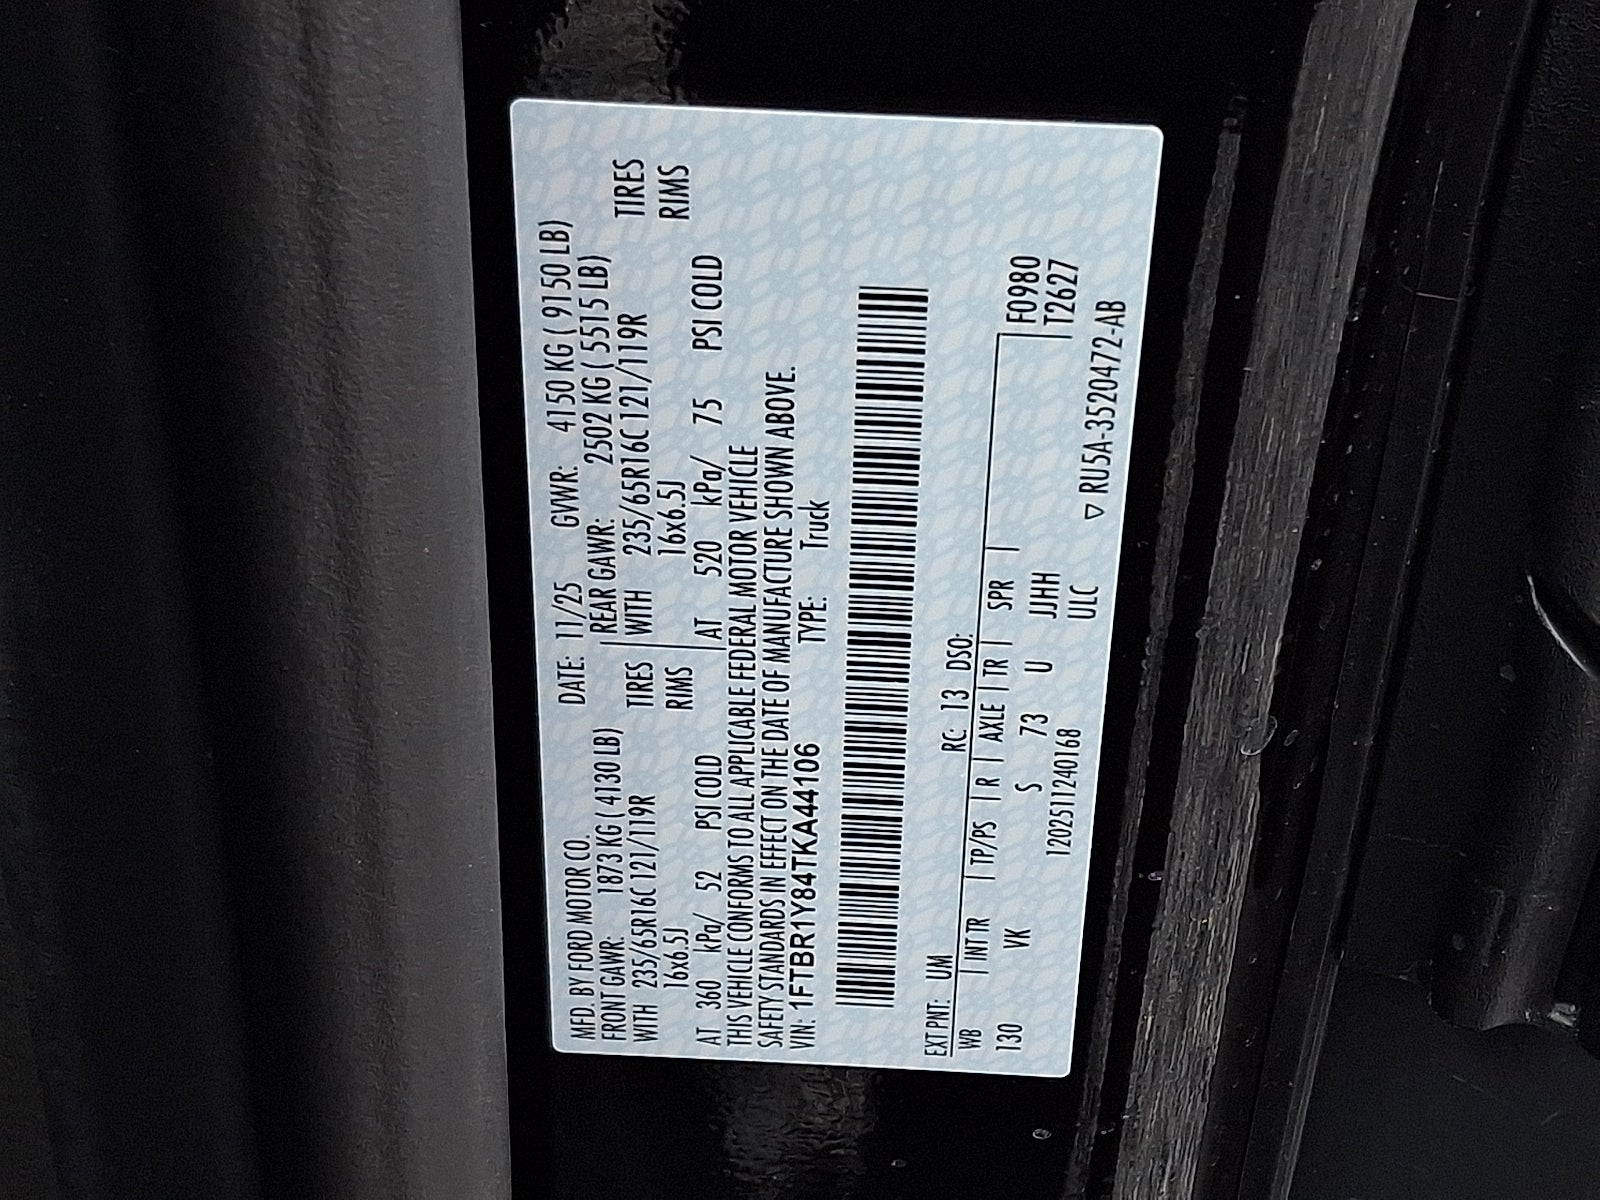 MFD. BY FORD MOTOR CO. DATE: 11/25 GVWR: 4150 KG ( 9150 LB)
FRONT GAWR: 1873 KG ( 4130 LB) REAR GAWR: 2502 KG ( 5515 LB)
WITH 235/65R16C 121/119R TIRES WITH 235/65R16C 121/119R TIRES
16x6.5J RIMS 16x6.5J RIMS
AT 360 kPa/ 52 PSI COLD AT 520 kPa/ 75 PSI COLD
THIS VEHICLE CONFORMS TO ALL APPLICABLE FEDERAL MOTOR VEHICLE
SAFETY STANDARDS IN EFFECT ON THE DATE OF MANUFACTURE SHOWN ABOVE.
VIN: 1FTBR1Y84TKA44106 TYPE: Truck
EXT PNT: UM RC: 13 DSO:
WB INT TR TP/PS R AXLE TR SPR F0980
130 VK S 73 U JJHH T2627
1202511240168 ULC
▽ RU5A-3520472-AB